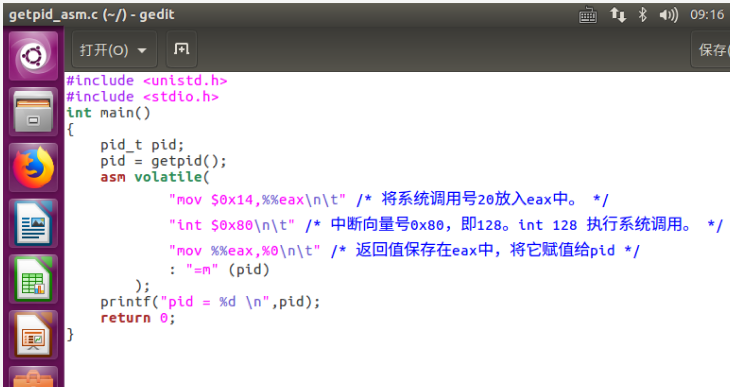 getpid_asm.c (~/) - gedit 09:16
打开(O) 保存(
#include <unistd.h>
#include <stdio.h>
int main()
{
    pid_t pid;
    pid = getpid();
    asm volatile(
            "mov $0x14,%%eax\n\t" /* 将系统调用号20放入eax中。 */
            "int $0x80\n\t" /* 中断向量号0x80，即128。int 128 执行系统调用。 */
            "mov %%eax,%0\n\t" /* 返回值保存在eax中，将它赋值给pid */
            : "=m" (pid)
        );
    printf("pid = %d \n",pid);
    return 0;
}